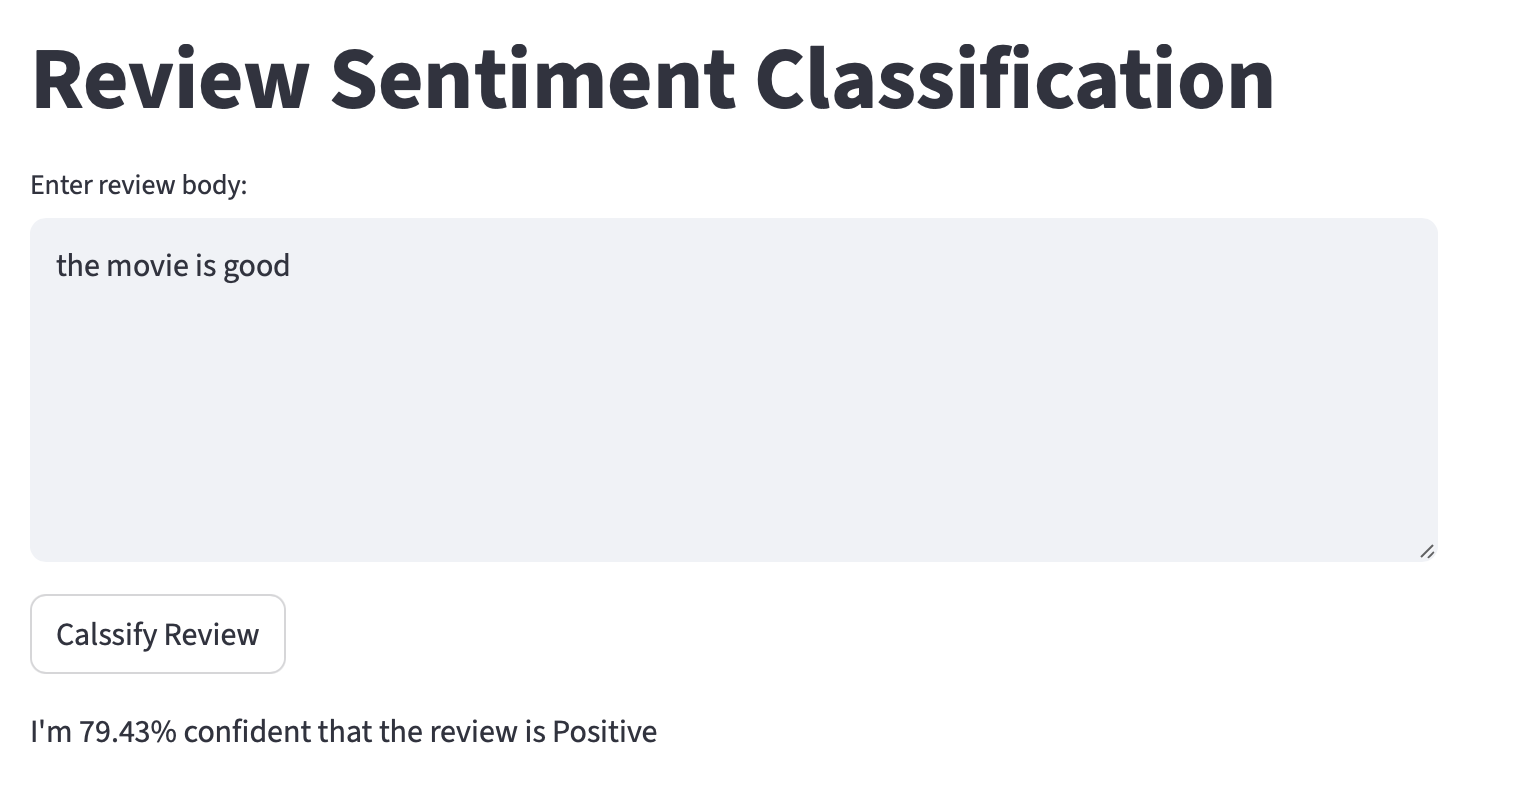 Review Sentiment Classification
Enter review body:
the movie is good
Calssify Review
I'm 79.43% confident that the review is Positive